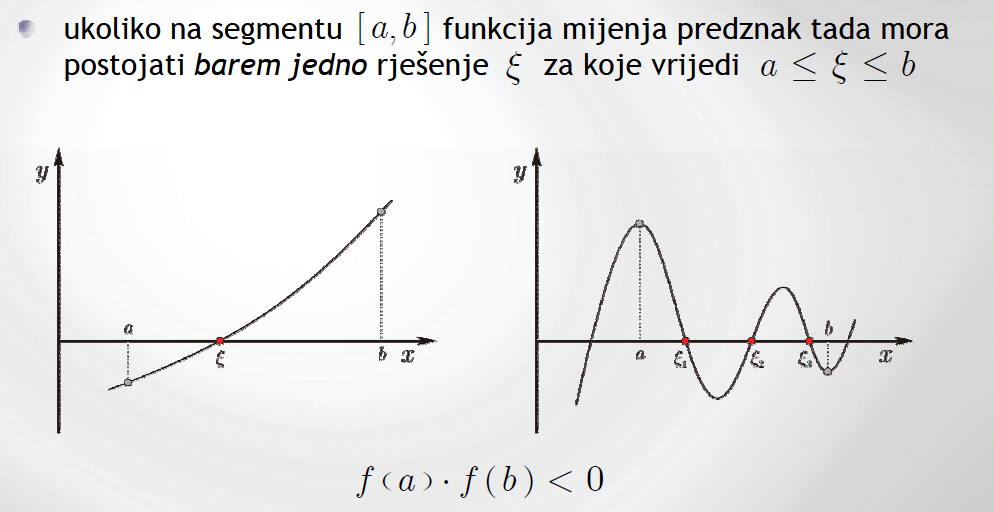 ukoliko na segmentu [a, b] funkcija mijenja predznak tada mora
postojati barem jedno rješenje ξ za koje vrijedi a ≤ ξ ≤ b
y
a
ξ
b
x
y
a
ξ₁
ξ₂
ξ₃
b
x
f(a) · f(b) < 0